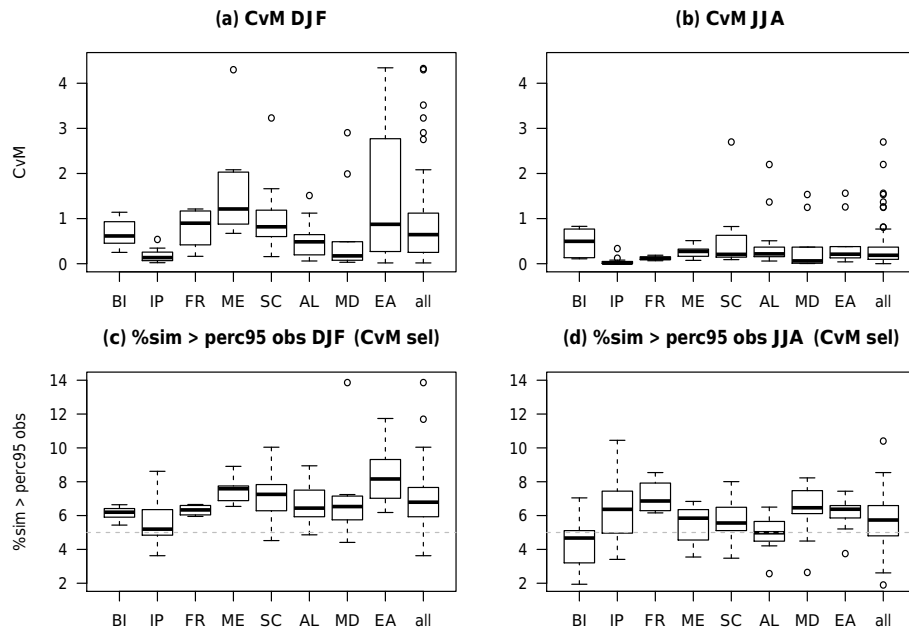 (a) CvM DJF
(b) CvM JJA
CvM
4
3
2
1
0
BI IP FR ME SC AL MD EA all
4
3
2
1
0
BI IP FR ME SC AL MD EA all
(c) %sim > perc95 obs DJF (CvM sel)
(d) %sim > perc95 obs JJA (CvM sel)
%sim > perc95 obs
14
12
10
8
6
4
2
BI IP FR ME SC AL MD EA all
14
12
10
8
6
4
2
BI IP FR ME SC AL MD EA all